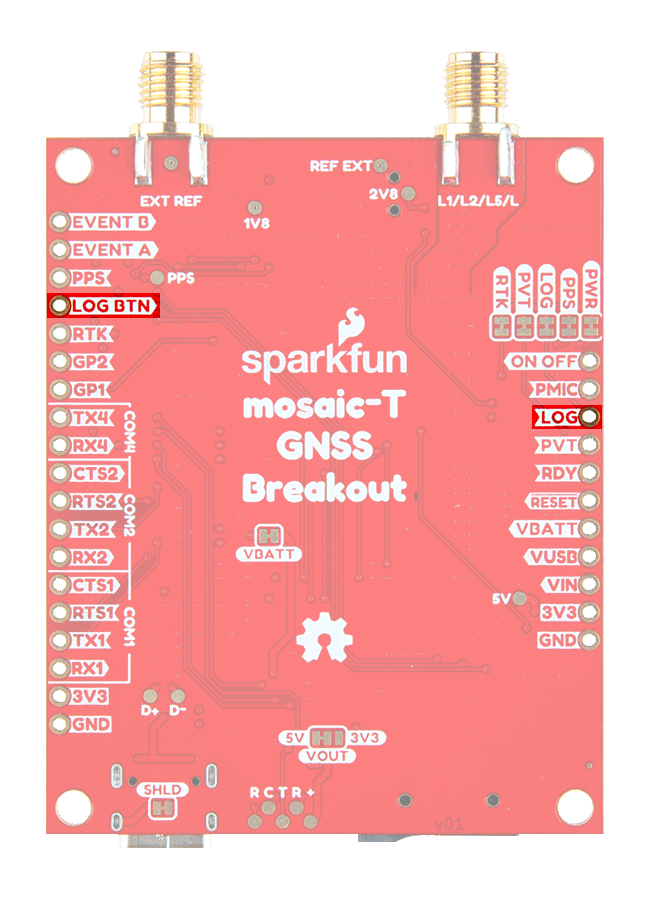 EXT REF
REF EXT
2V8
1V8
L1/L2/L5/L
EVENT B
EVENT A
PPS
PPS
LOG BTN
RTK
GP2
GP1
TX4
RX4
COM4
CTS2
RTS2
TX2
RX2
COM2
CTS1
RTS1
TX1
RX1
COM1
3V3
GND
sparkfun
mosaic-T
GNSS
Breakout
VBATT
RTK
PVT
LOG
PPS
PWR
ON OFF
PMIC
LOG
PVT
RDY
RESET
VBATT
VUSB
VIN
5V
3V3
GND
D+ D-
SHLD
5V 3V3
VOUT
R C T R +
v01